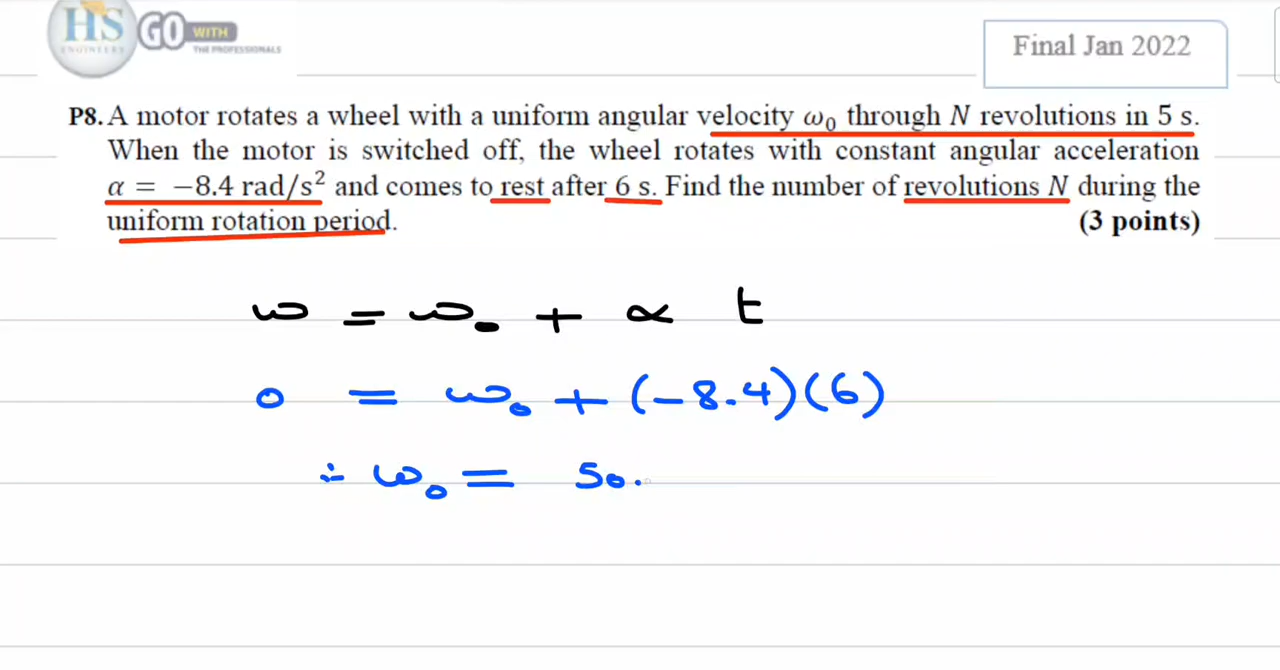 HS GO WITH
ENGINEERS THE PROFESSIONALS
Final Jan 2022
P8. A motor rotates a wheel with a uniform angular velocity ω₀ through N revolutions in 5 s.
When the motor is switched off, the wheel rotates with constant angular acceleration
α = −8.4 rad/s² and comes to rest after 6 s. Find the number of revolutions N during the
uniform rotation period. (3 points)
ω = ω₀ + α t
0 = ω₀ + (-8.4)(6)
∴ ω₀ = 50.